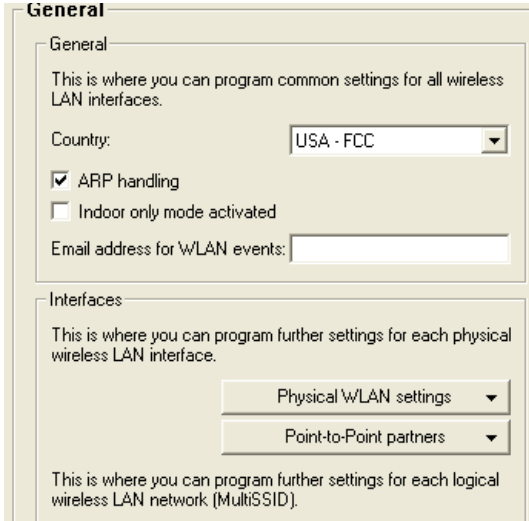 General
General
This is where you can program common settings for all wireless
LAN interfaces.
Country:
USA - FCC
ARP handling
Indoor only mode activated
Email address for WLAN events:
Interfaces
This is where you can program further settings for each physical
wireless LAN interface.
Physical WLAN settings
Point-to-Point partners
This is where you can program further settings for each logical
wireless LAN network (MultiSSID).